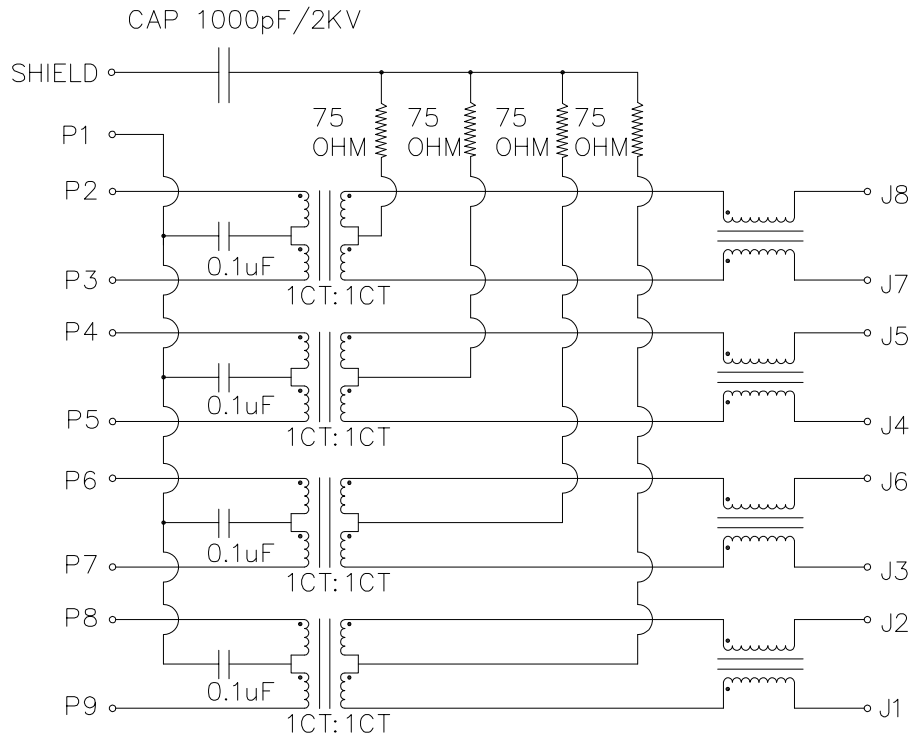 CAP 1000pF/2KV
SHIELD
P1
75 OHM
75 OHM
75 OHM
75 OHM
P2
J8
0.1uF
P3
J7
1CT:1CT
P4
J5
0.1uF
P5
J4
1CT:1CT
P6
J6
0.1uF
P7
J3
1CT:1CT
P8
J2
0.1uF
P9
J1
1CT:1CT